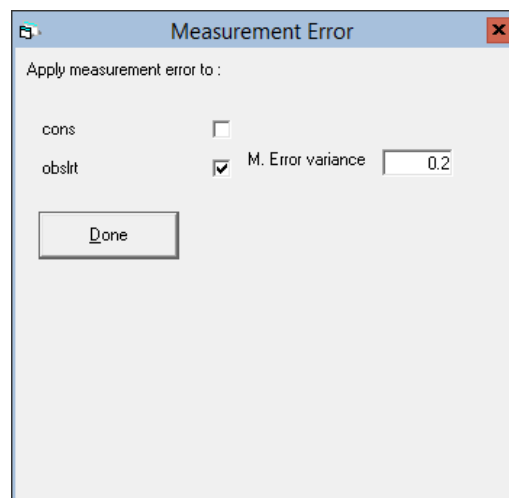 Measurement Error
Apply measurement error to :
cons
obslrt M. Error variance 0.2
Done